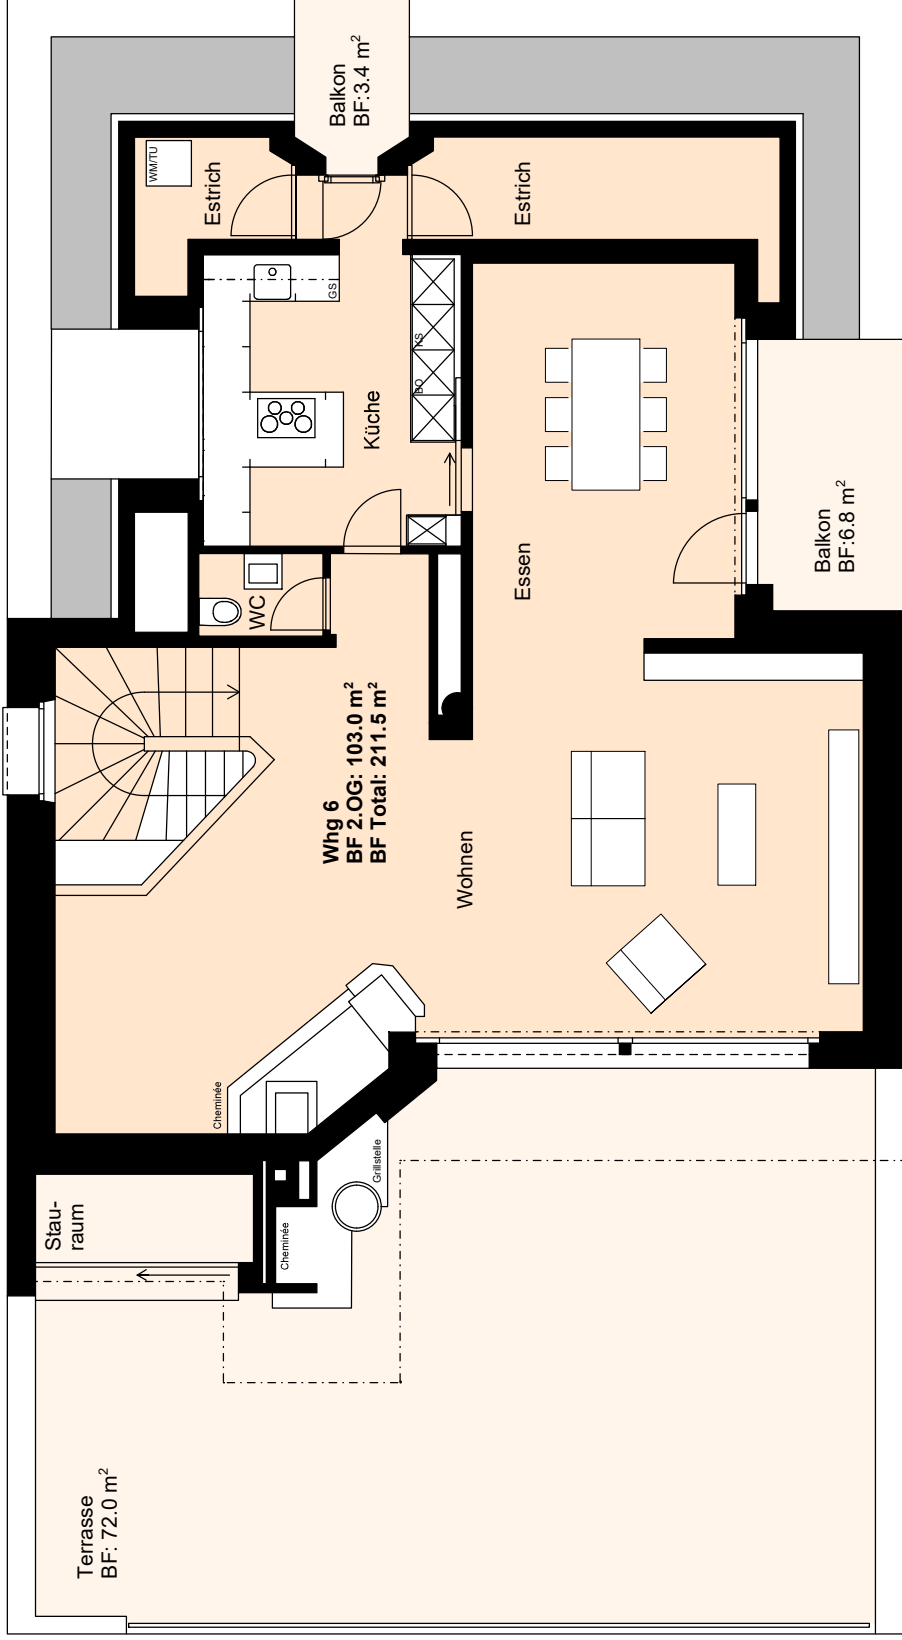 Balkon
BF:3.4 m²
WM/TU
Estrich
Estrich
GS
KS
BO
Küche
WC
Essen
Balkon
BF:6.8 m²
Whg 6
BF 2.OG: 103.0 m²
BF Total: 211.5 m²
Wohnen
Cheminée
Grillstelle
Cheminée
Stau-
raum
Terrasse
BF: 72.0 m²